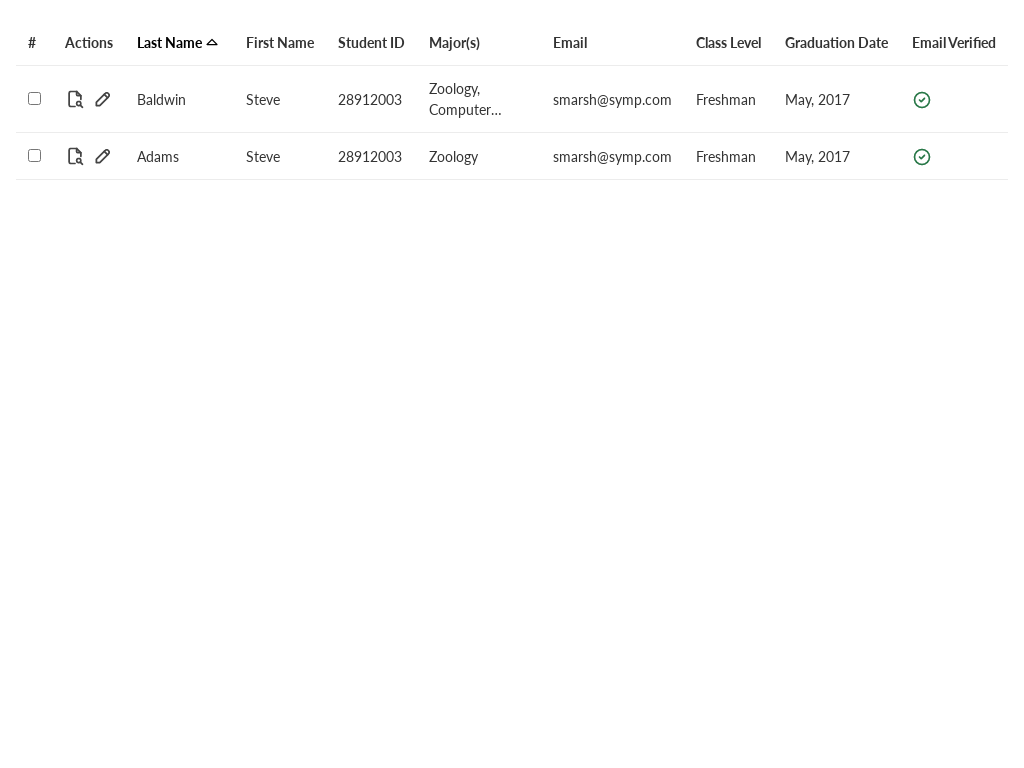 # Actions Last Name First Name Student ID Major(s) Email Class Level Graduation Date Email Verified
Baldwin Steve 28912003 Zoology, Computer... smarsh@symp.com Freshman May, 2017
Adams Steve 28912003 Zoology smarsh@symp.com Freshman May, 2017